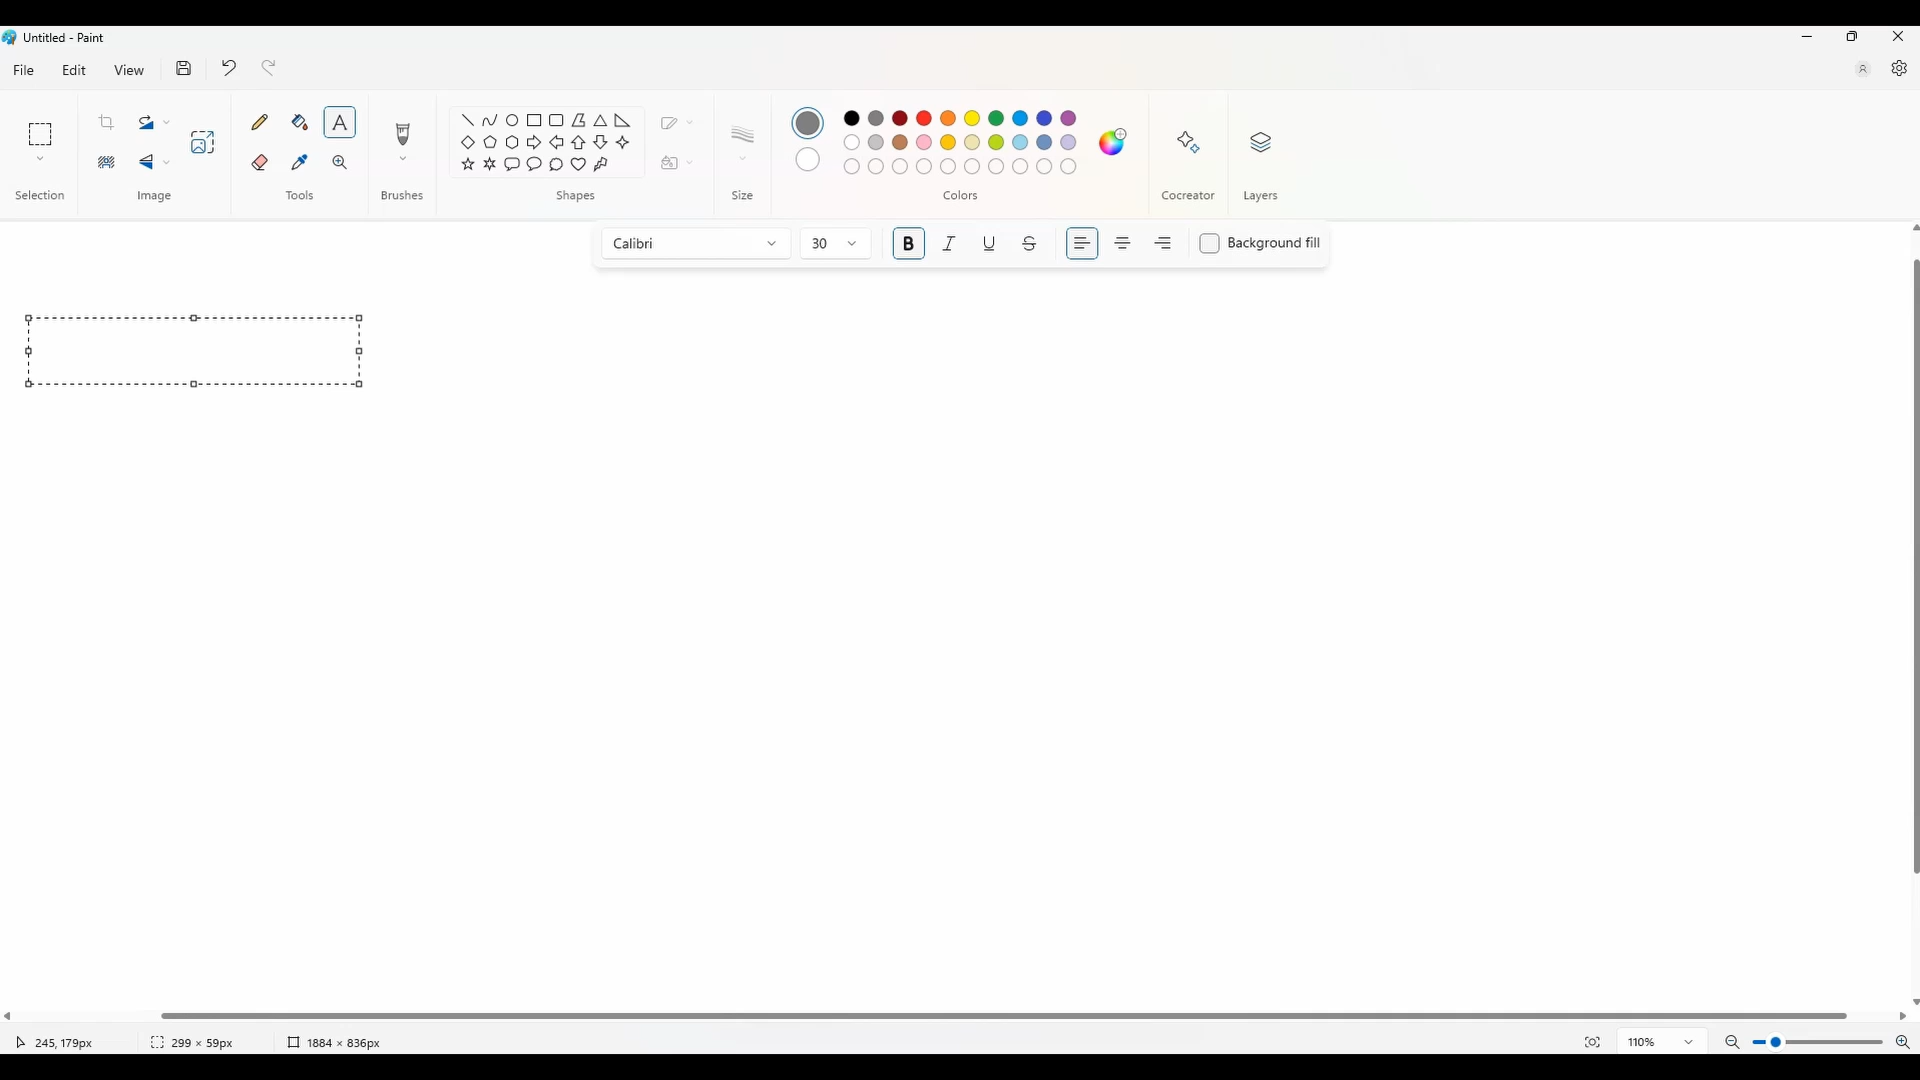 Untitled - Paint
File Edit View
Selection Image Tools Brushes Shapes Size Colors Cocreator Layers
Calibri 30 B I U S Background fill
245, 179px 299 × 59px 1884 × 836px 110%